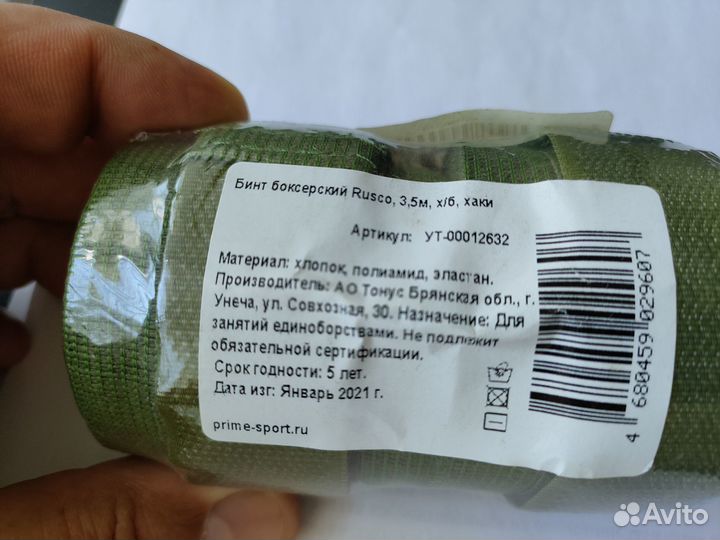 Бинт боксерский Rusco, 3,5м, х/б, хаки
Артикул: УТ-00012632
Материал: хлопок, полиамид, эластан.
Производитель: АО Тонус Брянская обл., г.
Унеча, ул. Совхозная, 30. Назначение: Для
занятий единоборствами. Не подлежит
обязательной сертификации.
Срок годности: 5 лет.
Дата изг: Январь 2021 г.
prime-sport.ru
4 680459 029607
Avito